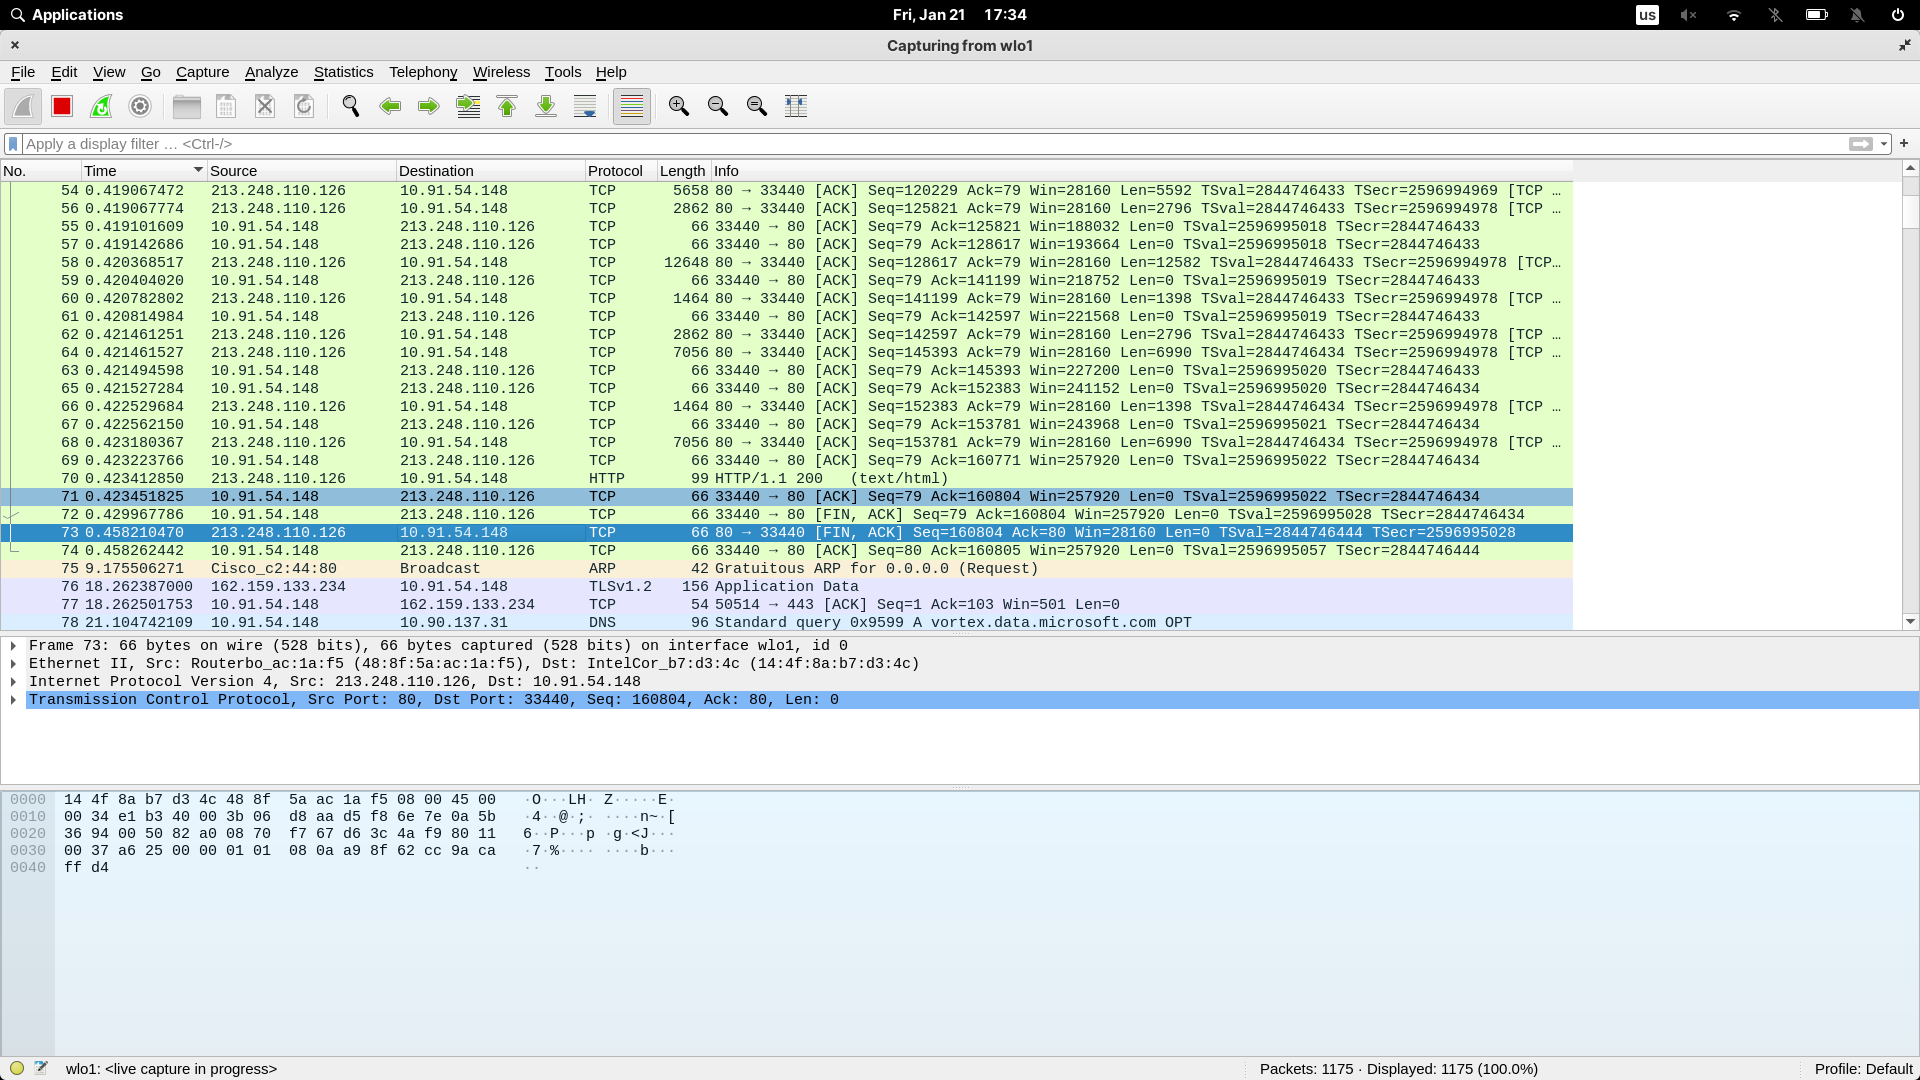 Applications Fri, Jan 21 17:34 us
Capturing from wlo1
File Edit View Go Capture Analyze Statistics Telephony Wireless Tools Help
Apply a display filter … <Ctrl-/>
No. Time Source Destination Protocol Length Info
54 0.419067472 213.248.110.126 10.91.54.148 TCP 5658 80 → 33440 [ACK] Seq=120229 Ack=79 Win=28160 Len=5592 TSval=2844746433 TSecr=2596994969 [TCP …
56 0.419067774 213.248.110.126 10.91.54.148 TCP 2862 80 → 33440 [ACK] Seq=125821 Ack=79 Win=28160 Len=2796 TSval=2844746433 TSecr=2596994978 [TCP …
55 0.419101609 10.91.54.148 213.248.110.126 TCP 66 33440 → 80 [ACK] Seq=79 Ack=125821 Win=188032 Len=0 TSval=2596995018 TSecr=2844746433
57 0.419142686 10.91.54.148 213.248.110.126 TCP 66 33440 → 80 [ACK] Seq=79 Ack=128617 Win=193664 Len=0 TSval=2596995018 TSecr=2844746433
58 0.420368517 213.248.110.126 10.91.54.148 TCP 12648 80 → 33440 [ACK] Seq=128617 Ack=79 Win=28160 Len=12582 TSval=2844746433 TSecr=2596994978 [TCP…
59 0.420404020 10.91.54.148 213.248.110.126 TCP 66 33440 → 80 [ACK] Seq=79 Ack=141199 Win=218752 Len=0 TSval=2596995019 TSecr=2844746433
60 0.420782802 213.248.110.126 10.91.54.148 TCP 1464 80 → 33440 [ACK] Seq=141199 Ack=79 Win=28160 Len=1398 TSval=2844746433 TSecr=2596994978 [TCP …
61 0.420814984 10.91.54.148 213.248.110.126 TCP 66 33440 → 80 [ACK] Seq=79 Ack=142597 Win=221568 Len=0 TSval=2596995019 TSecr=2844746433
62 0.421461251 213.248.110.126 10.91.54.148 TCP 2862 80 → 33440 [ACK] Seq=142597 Ack=79 Win=28160 Len=2796 TSval=2844746433 TSecr=2596994978 [TCP …
64 0.421461527 213.248.110.126 10.91.54.148 TCP 7056 80 → 33440 [ACK] Seq=145393 Ack=79 Win=28160 Len=6990 TSval=2844746434 TSecr=2596994978 [TCP …
63 0.421494598 10.91.54.148 213.248.110.126 TCP 66 33440 → 80 [ACK] Seq=79 Ack=145393 Win=227200 Len=0 TSval=2596995020 TSecr=2844746433
65 0.421527284 10.91.54.148 213.248.110.126 TCP 66 33440 → 80 [ACK] Seq=79 Ack=152383 Win=241152 Len=0 TSval=2596995020 TSecr=2844746434
66 0.422529684 213.248.110.126 10.91.54.148 TCP 1464 80 → 33440 [ACK] Seq=152383 Ack=79 Win=28160 Len=1398 TSval=2844746434 TSecr=2596994978 [TCP …
67 0.422562150 10.91.54.148 213.248.110.126 TCP 66 33440 → 80 [ACK] Seq=79 Ack=153781 Win=243968 Len=0 TSval=2596995021 TSecr=2844746434
68 0.423180367 213.248.110.126 10.91.54.148 TCP 7056 80 → 33440 [ACK] Seq=153781 Ack=79 Win=28160 Len=6990 TSval=2844746434 TSecr=2596994978 [TCP …
69 0.423223766 10.91.54.148 213.248.110.126 TCP 66 33440 → 80 [ACK] Seq=79 Ack=160771 Win=257920 Len=0 TSval=2596995022 TSecr=2844746434
70 0.423412850 213.248.110.126 10.91.54.148 HTTP 99 HTTP/1.1 200 (text/html)
71 0.423451825 10.91.54.148 213.248.110.126 TCP 66 33440 → 80 [ACK] Seq=79 Ack=160804 Win=257920 Len=0 TSval=2596995022 TSecr=2844746434
72 0.429967786 10.91.54.148 213.248.110.126 TCP 66 33440 → 80 [FIN, ACK] Seq=79 Ack=160804 Win=257920 Len=0 TSval=2596995028 TSecr=2844746434
73 0.458210470 213.248.110.126 10.91.54.148 TCP 66 80 → 33440 [FIN, ACK] Seq=160804 Ack=80 Win=28160 Len=0 TSval=2844746444 TSecr=2596995028
74 0.458262442 10.91.54.148 213.248.110.126 TCP 66 33440 → 80 [ACK] Seq=80 Ack=160805 Win=257920 Len=0 TSval=2596995057 TSecr=2844746444
75 9.175506271 Cisco_c2:44:80 Broadcast ARP 42 Gratuitous ARP for 0.0.0.0 (Request)
76 18.262387000 162.159.133.234 10.91.54.148 TLSv1.2 156 Application Data
77 18.262501753 10.91.54.148 162.159.133.234 TCP 54 50514 → 443 [ACK] Seq=1 Ack=103 Win=501 Len=0
78 21.104742109 10.91.54.148 10.90.137.31 DNS 96 Standard query 0x9599 A vortex.data.microsoft.com OPT
Frame 73: 66 bytes on wire (528 bits), 66 bytes captured (528 bits) on interface wlo1, id 0
Ethernet II, Src: Routerbo_ac:1a:f5 (48:8f:5a:ac:1a:f5), Dst: IntelCor_b7:d3:4c (14:4f:8a:b7:d3:4c)
Internet Protocol Version 4, Src: 213.248.110.126, Dst: 10.91.54.148
Transmission Control Protocol, Src Port: 80, Dst Port: 33440, Seq: 160804, Ack: 80, Len: 0
0000 14 4f 8a b7 d3 4c 48 8f 5a ac 1a f5 08 00 45 00 ·O···LH· Z·····E·
0010 00 34 e1 b3 40 00 3b 06 d8 aa d5 f8 6e 7e 0a 5b ·4··@·;· ····n~·[
0020 36 94 00 50 82 a0 08 70 f7 67 d6 3c 4a f9 80 11 6··P···p ·g·<J···
0030 00 37 a6 25 00 00 01 01 08 0a a9 8f 62 cc 9a ca ·7·%···· ····b···
0040 ff d4 ··
wlo1: <live capture in progress> Packets: 1175 · Displayed: 1175 (100.0%) Profile: Default